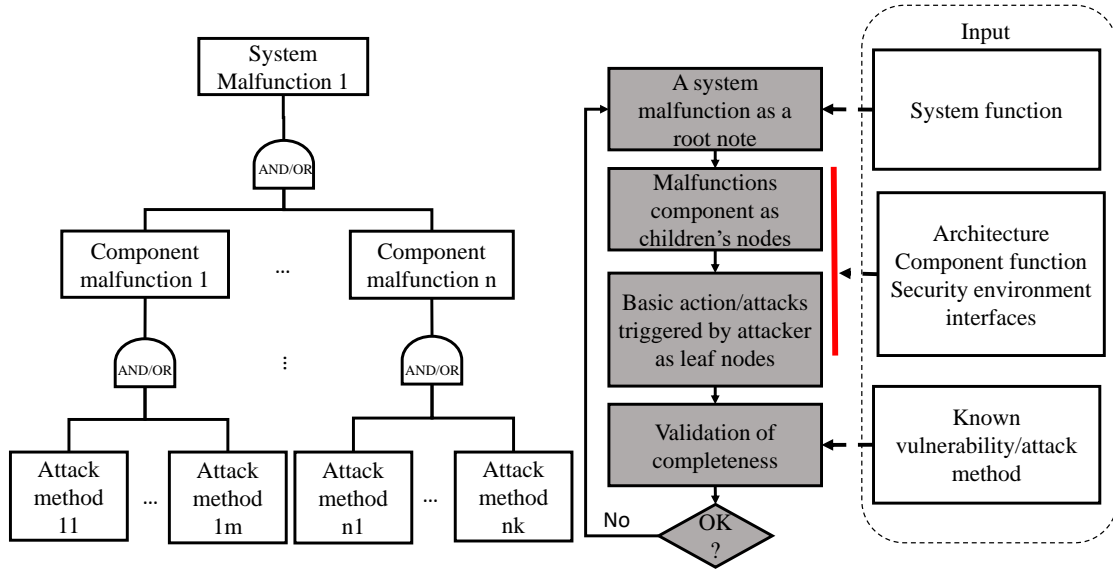 System
Malfunction 1
AND/OR
Component
malfunction 1
...
Component
malfunction n
AND/OR
...
AND/OR
Attack
method
11
...
Attack
method
1m
Attack
method
n1
...
Attack
method
nk
A system
malfunction as a
root note
Malfunctions
component as
children’s nodes
Basic action/attacks
triggered by attacker
as leaf nodes
Validation of
completeness
OK
?
No
Input
System function
Architecture
Component function
Security environment
interfaces
Known
vulnerability/attack
method